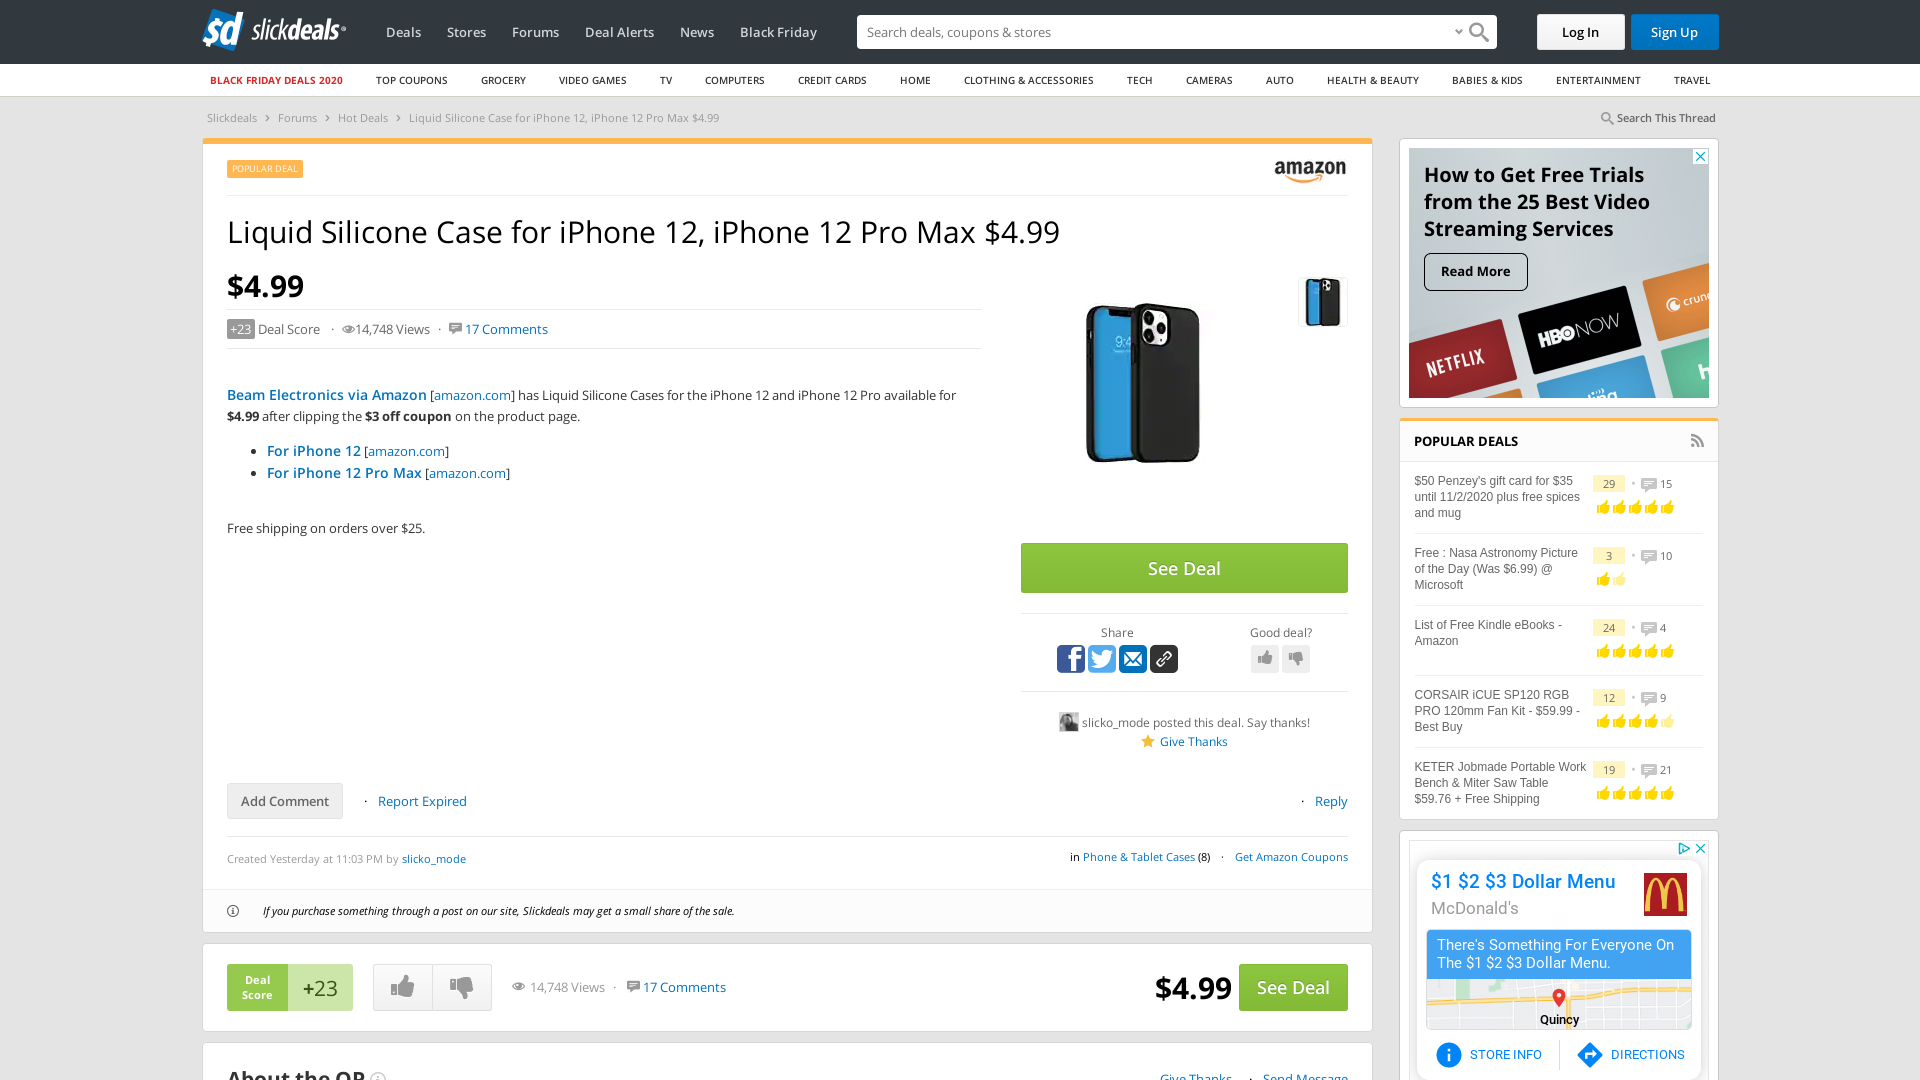 slickdeals
Deals Stores Forums Deal Alerts News Black Friday
Search deals, coupons & stores
Log In
Sign Up
BLACK FRIDAY DEALS 2020 TOP COUPONS GROCERY VIDEO GAMES TV COMPUTERS CREDIT CARDS HOME CLOTHING & ACCESSORIES TECH CAMERAS AUTO HEALTH & BEAUTY BABIES & KIDS ENTERTAINMENT TRAVEL
Slickdeals › Forums › Hot Deals › Liquid Silicone Case for iPhone 12, iPhone 12 Pro Max $4.99
Search This Thread
POPULAR DEAL
amazon
Liquid Silicone Case for iPhone 12, iPhone 12 Pro Max $4.99
$4.99
+23 Deal Score · 14,748 Views · 17 Comments
Beam Electronics via Amazon [amazon.com] has Liquid Silicone Cases for the iPhone 12 and iPhone 12 Pro available for
$4.99 after clipping the $3 off coupon on the product page.
For iPhone 12 [amazon.com]
For iPhone 12 Pro Max [amazon.com]
Free shipping on orders over $25.
See Deal
Share
Good deal?
slicko_mode posted this deal. Say thanks!
Give Thanks
Add Comment · Report Expired
· Reply
Created Yesterday at 11:03 PM by slicko_mode
in Phone & Tablet Cases (8) · Get Amazon Coupons
If you purchase something through a post on our site, Slickdeals may get a small share of the sale.
Deal
Score
+23
14,748 Views · 17 Comments
$4.99
See Deal
About the OP
Give Thanks · Send Message
How to Get Free Trials
from the 25 Best Video
Streaming Services
Read More
NETFLIX
HBO NOW
POPULAR DEALS
$50 Penzey's gift card for $35
until 11/2/2020 plus free spices
and mug
29 · 15
Free : Nasa Astronomy Picture
of the Day (Was $6.99) @
Microsoft
3 · 10
List of Free Kindle eBooks -
Amazon
24 · 4
CORSAIR iCUE SP120 RGB
PRO 120mm Fan Kit - $59.99 -
Best Buy
12 · 9
KETER Jobmade Portable Work
Bench & Miter Saw Table
$59.76 + Free Shipping
19 · 21
$1 $2 $3 Dollar Menu
McDonald's
There's Something For Everyone On
The $1 $2 $3 Dollar Menu.
Quincy
STORE INFO
DIRECTIONS